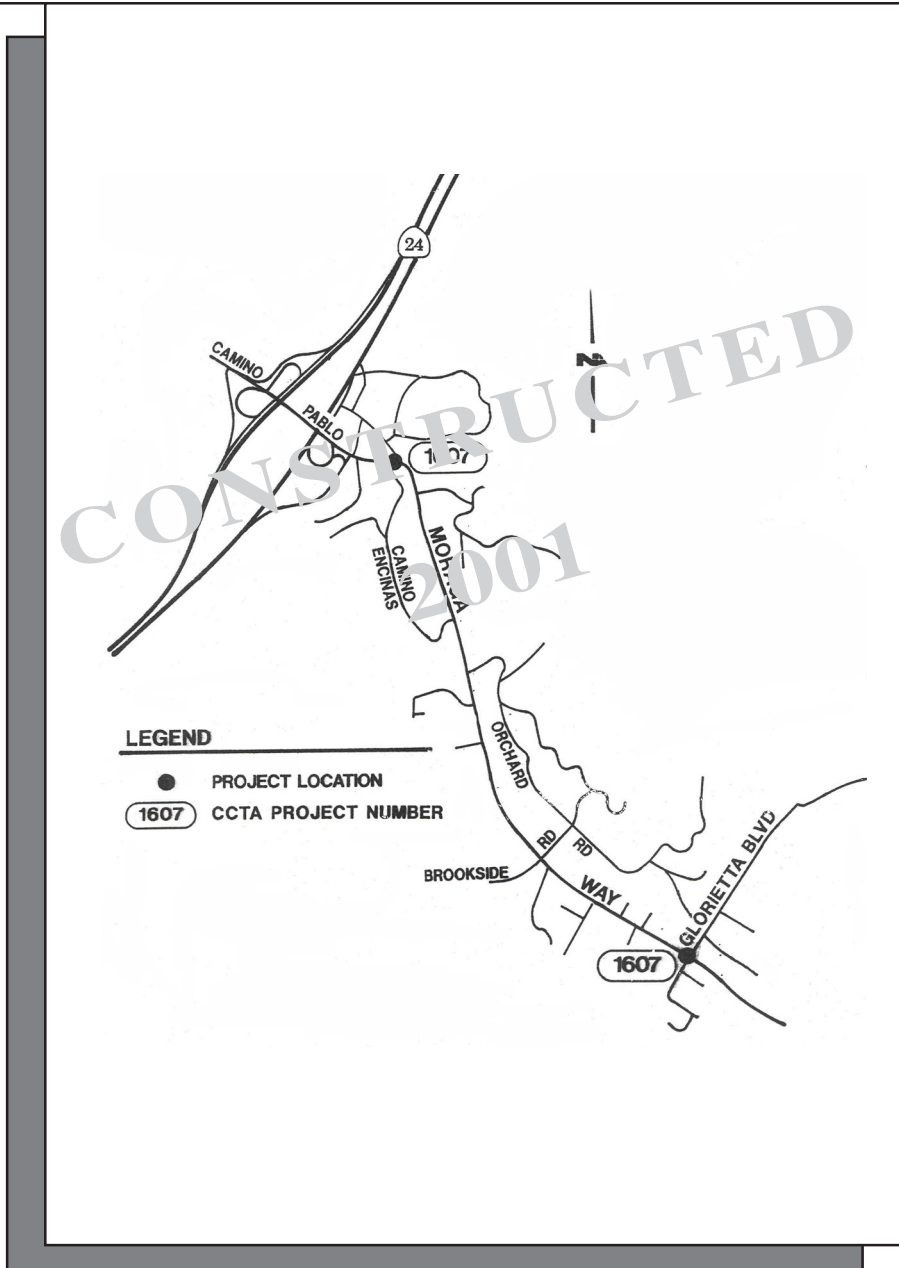 24
CAMINO
PABLO
N
CONSTRUCTED
1607
2001
MORAGA
CAMINO
ENCINAS
LEGEND
PROJECT LOCATION
1607 CCTA PROJECT NUMBER
ORCHARD
RD
RD
BROOKSIDE
WAY
GLORIETTA BLVD
1607